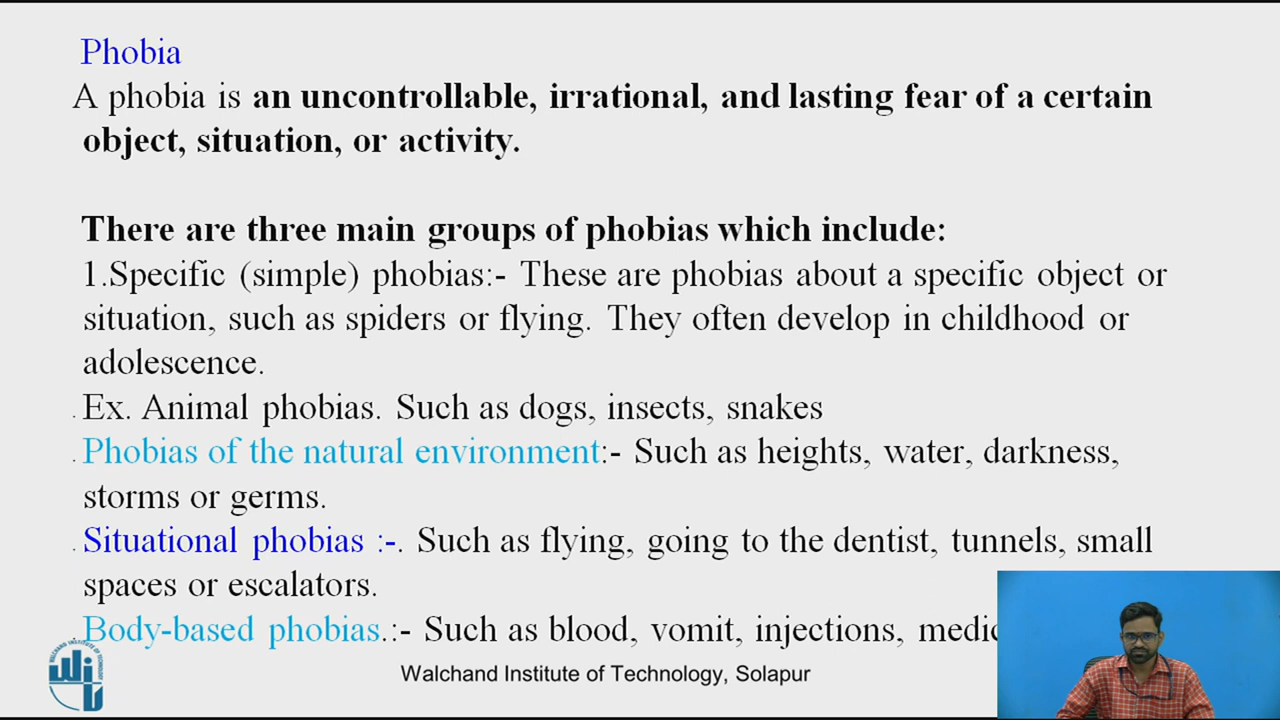 Phobia
A phobia is an uncontrollable, irrational, and lasting fear of a certain
object, situation, or activity.
There are three main groups of phobias which include:
1.Specific (simple) phobias:- These are phobias about a specific object or
situation, such as spiders or flying. They often develop in childhood or
adolescence.
. Ex. Animal phobias. Such as dogs, insects, snakes
. Phobias of the natural environment:- Such as heights, water, darkness,
storms or germs.
. Situational phobias :-. Such as flying, going to the dentist, tunnels, small
spaces or escalators.
Body-based phobias.:- Such as blood, vomit, injections,
WALCHAND INSTITUTE OF TECHNOLOGY
Walchand Institute of Technology, Solapur